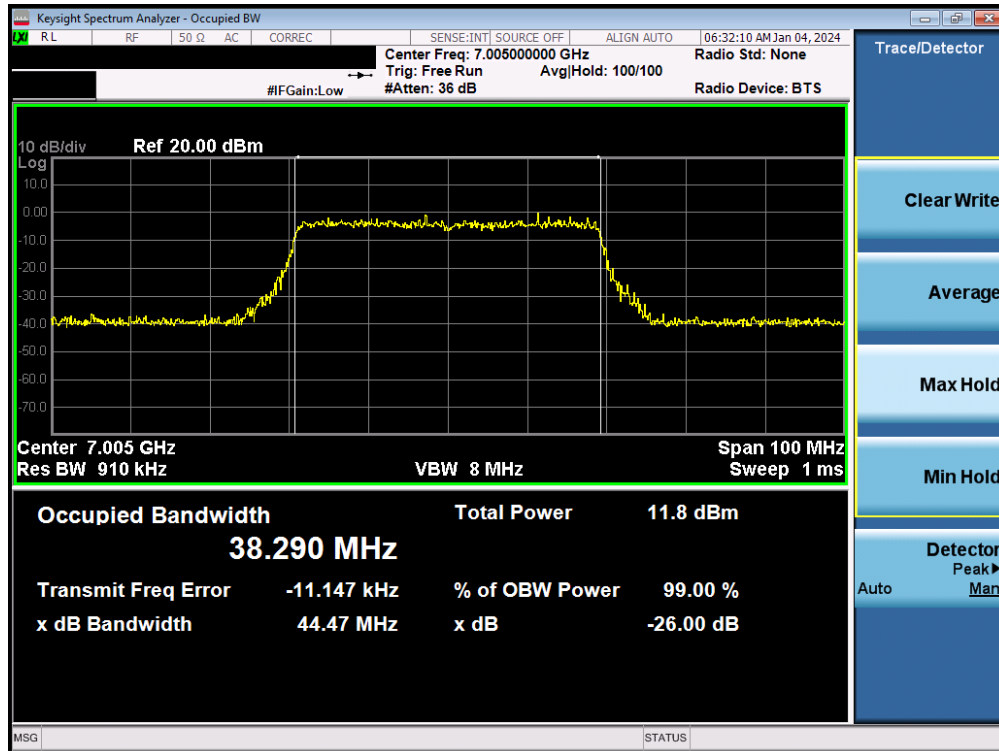 Keysight Spectrum Analyzer - Occupied BW
LXI RL RF 50 Ω AC CORREC SENSE:INT SOURCE OFF ALIGN AUTO 06:32:10 AM Jan 04, 2024
Center Freq: 7.005000000 GHz Radio Std: None
Trig: Free Run Avg|Hold: 100/100
#IFGain:Low #Atten: 36 dB Radio Device: BTS
10 dB/div Ref 20.00 dBm
Log
10.0
0.00
-10.0
-20.0
-30.0
-40.0
-50.0
-60.0
-70.0
Center 7.005 GHz Span 100 MHz
Res BW 910 kHz VBW 8 MHz Sweep 1 ms
Occupied Bandwidth Total Power 11.8 dBm
38.290 MHz
Transmit Freq Error -11.147 kHz % of OBW Power 99.00 %
x dB Bandwidth 44.47 MHz x dB -26.00 dB
MSG STATUS
Trace/Detector
Clear Write
Average
Max Hold
Min Hold
Detector
Peak▶
Auto Man